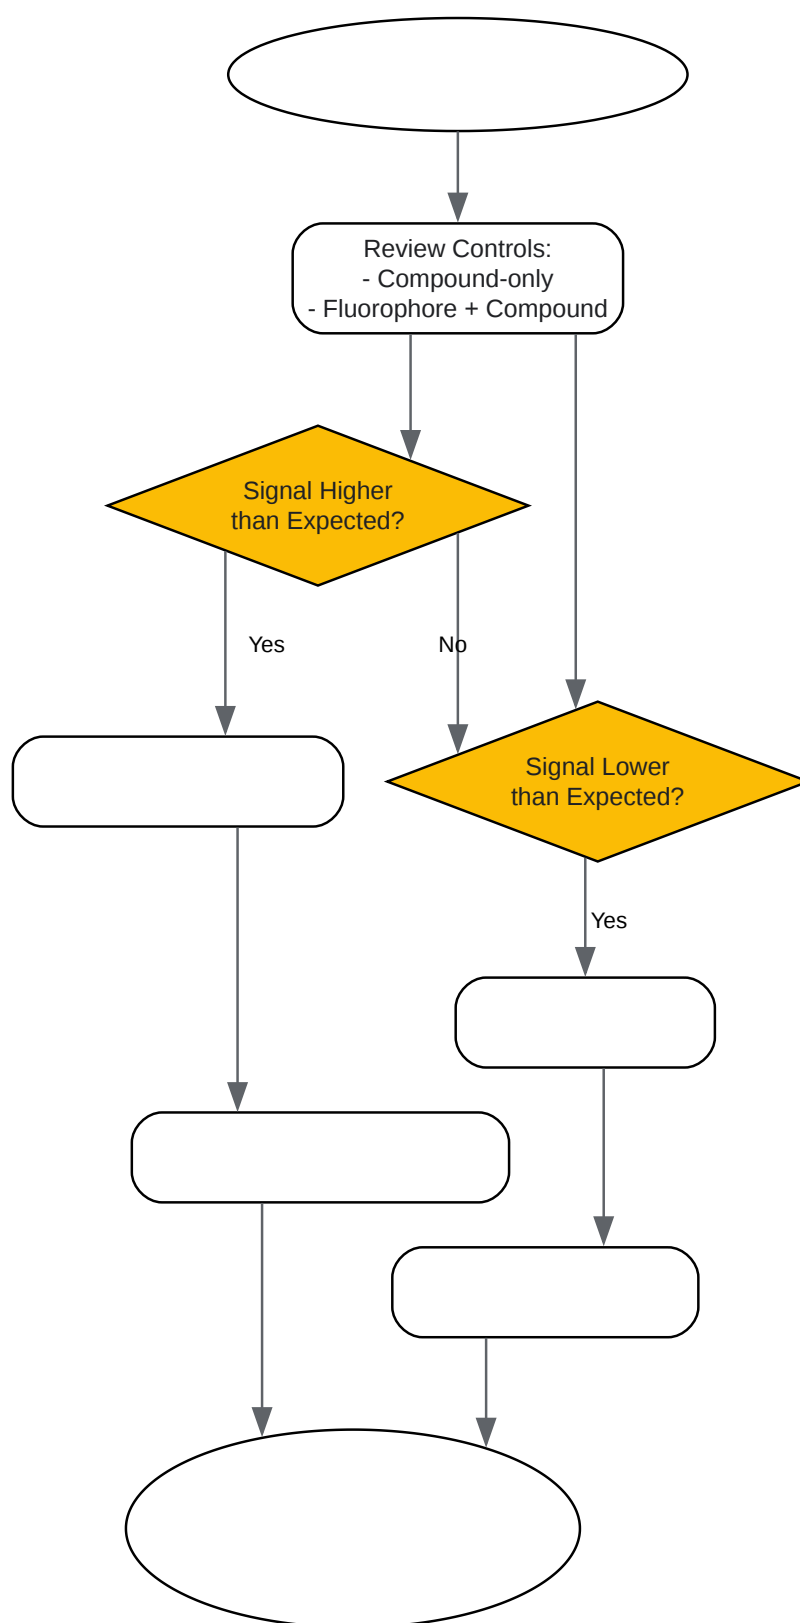 Review Controls:
- Compound-only
- Fluorophore + Compound
Signal Higher
than Expected?
Yes
No
Signal Lower
than Expected?
Yes